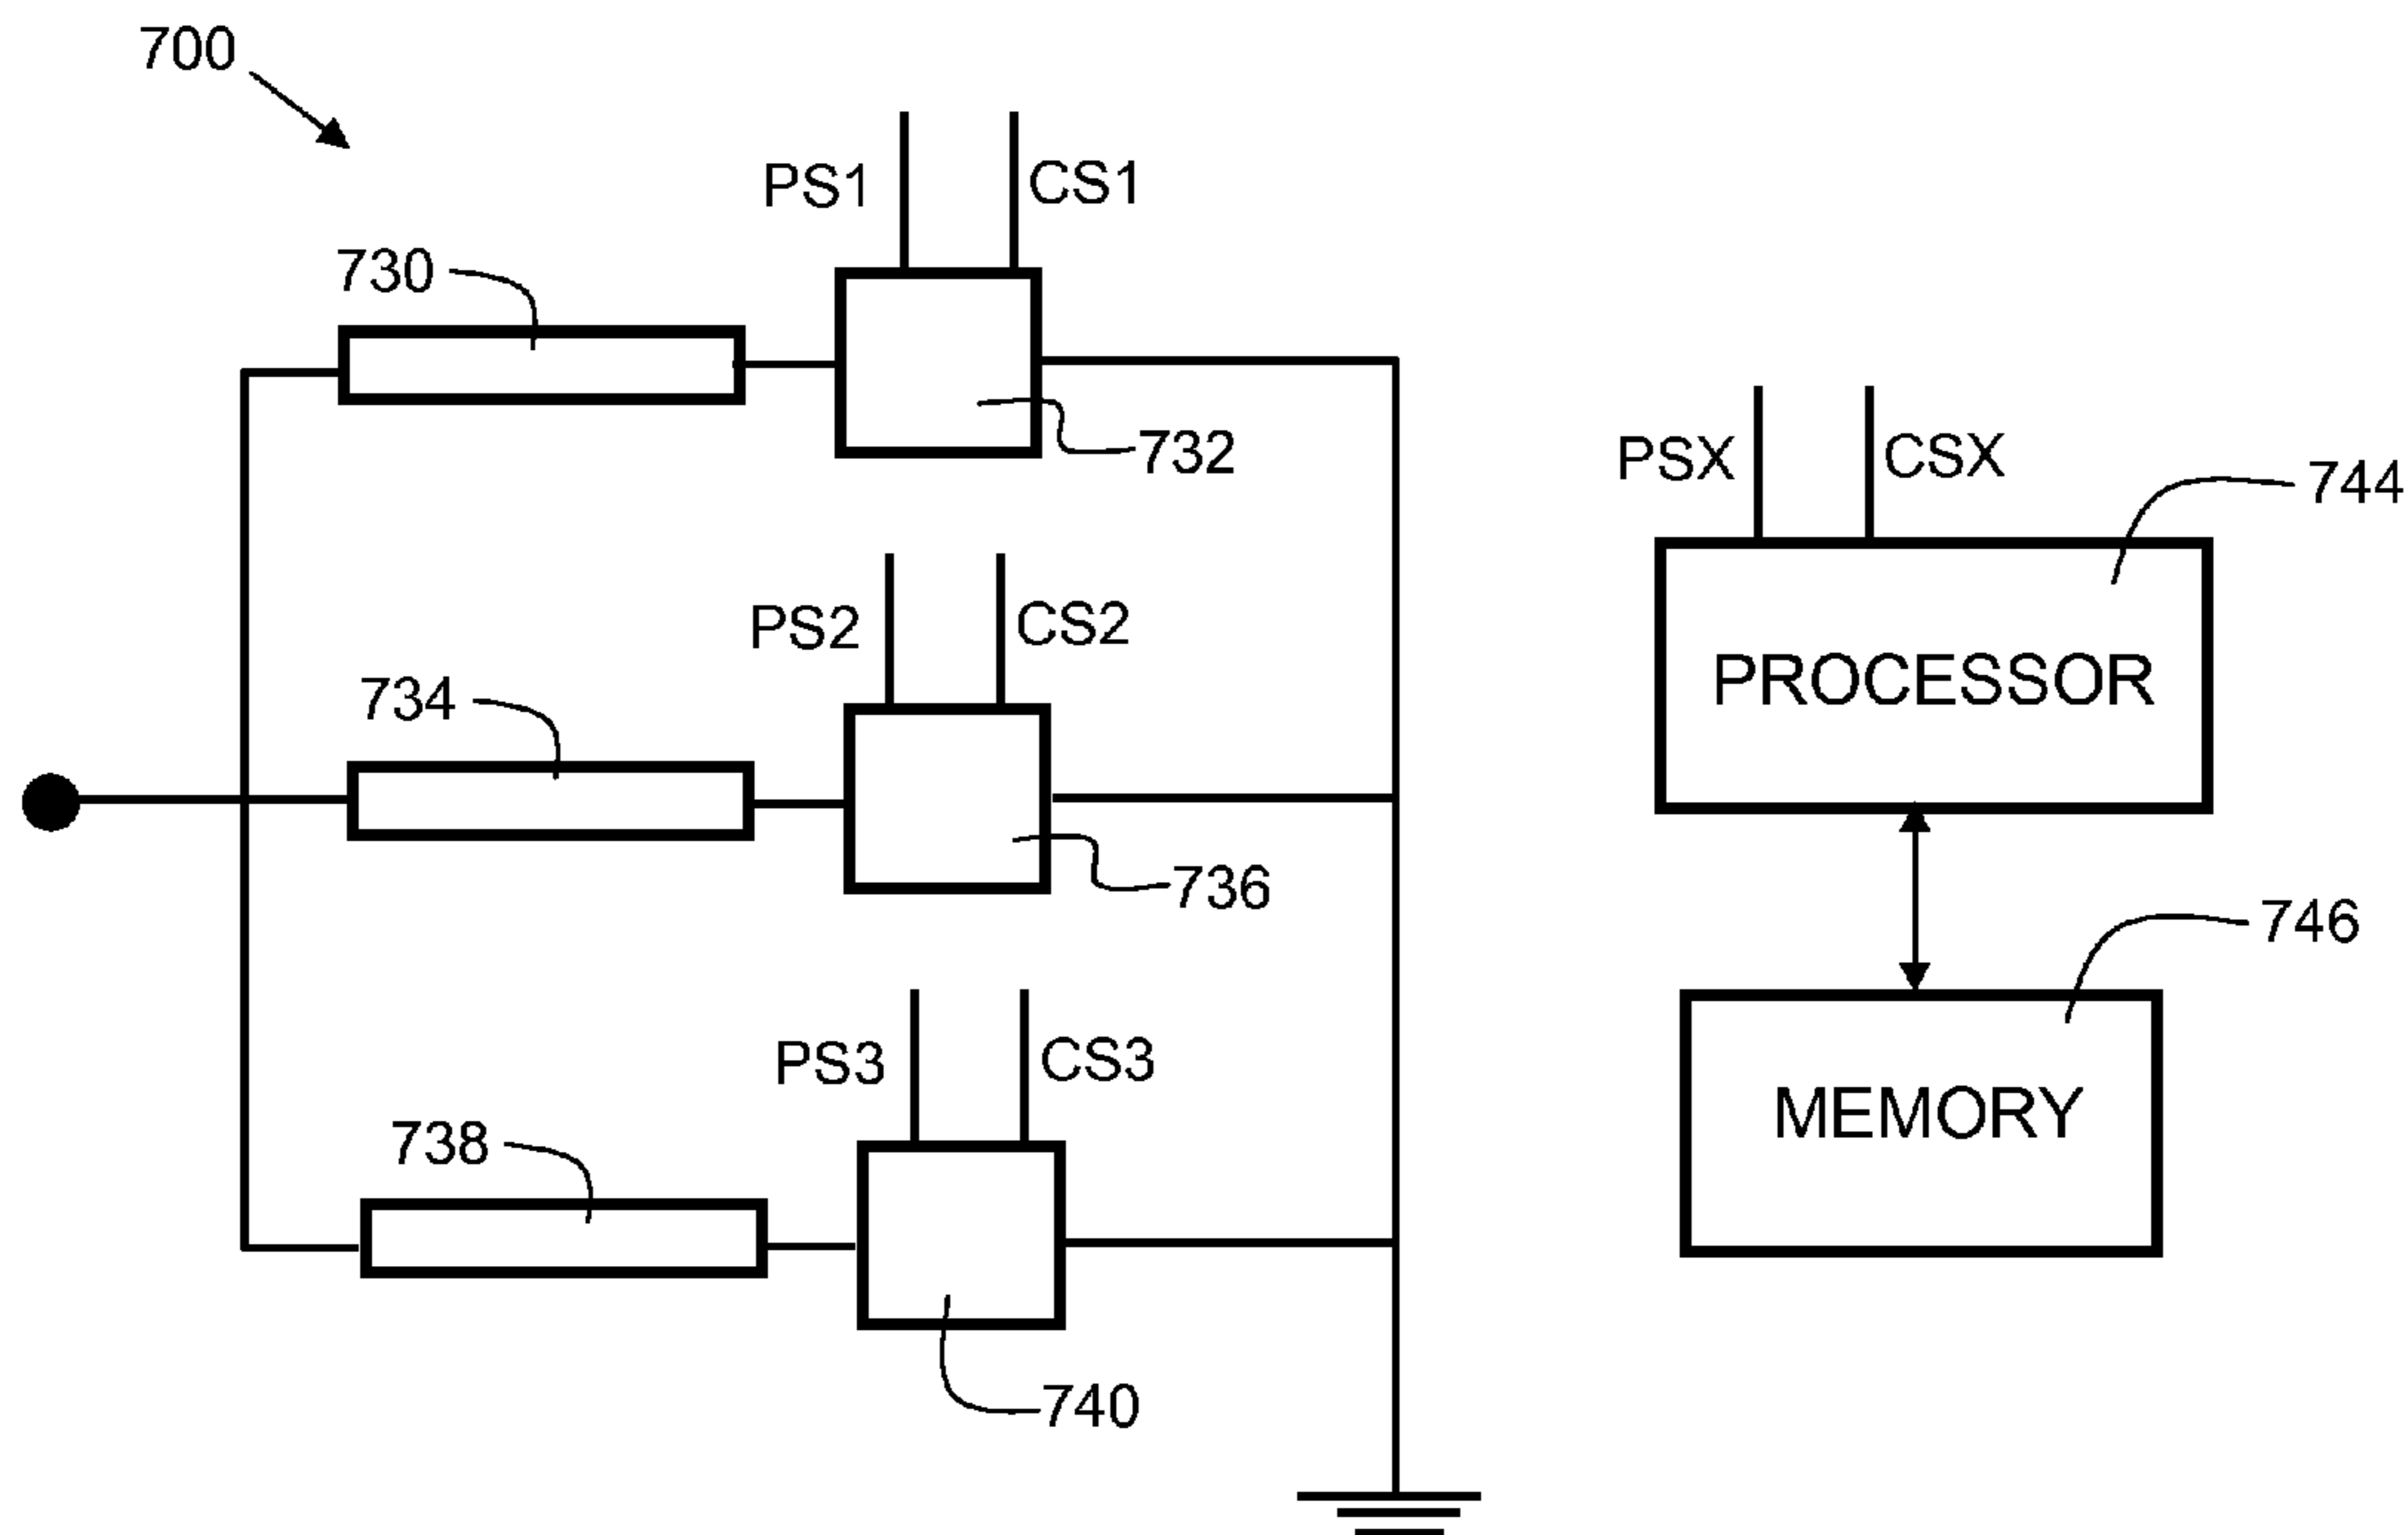 700
PS1
CS1
730
732
PSX
CSX
744
PS2
CS2
PROCESSOR
734
736
746
PS3
CS3
MEMORY
738
740